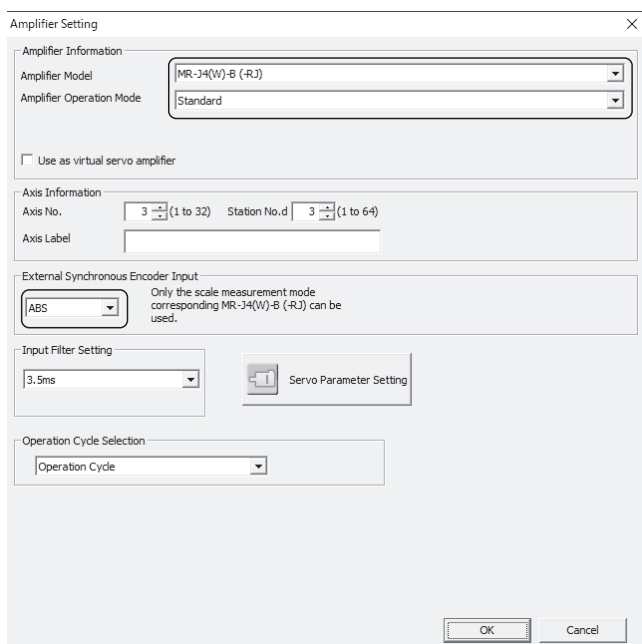 Amplifier Setting
Amplifier Information
Amplifier Model MR-J4(W)-B (-RJ)
Amplifier Operation Mode Standard
Use as virtual servo amplifier
Axis Information
Axis No. 3 (1 to 32) Station No.d 3 (1 to 64)
Axis Label
External Synchronous Encoder Input
ABS
Only the scale measurement mode
corresponding MR-J4(W)-B (-RJ) can be
used.
Input Filter Setting
3.5ms
Servo Parameter Setting
Operation Cycle Selection
Operation Cycle
OK Cancel